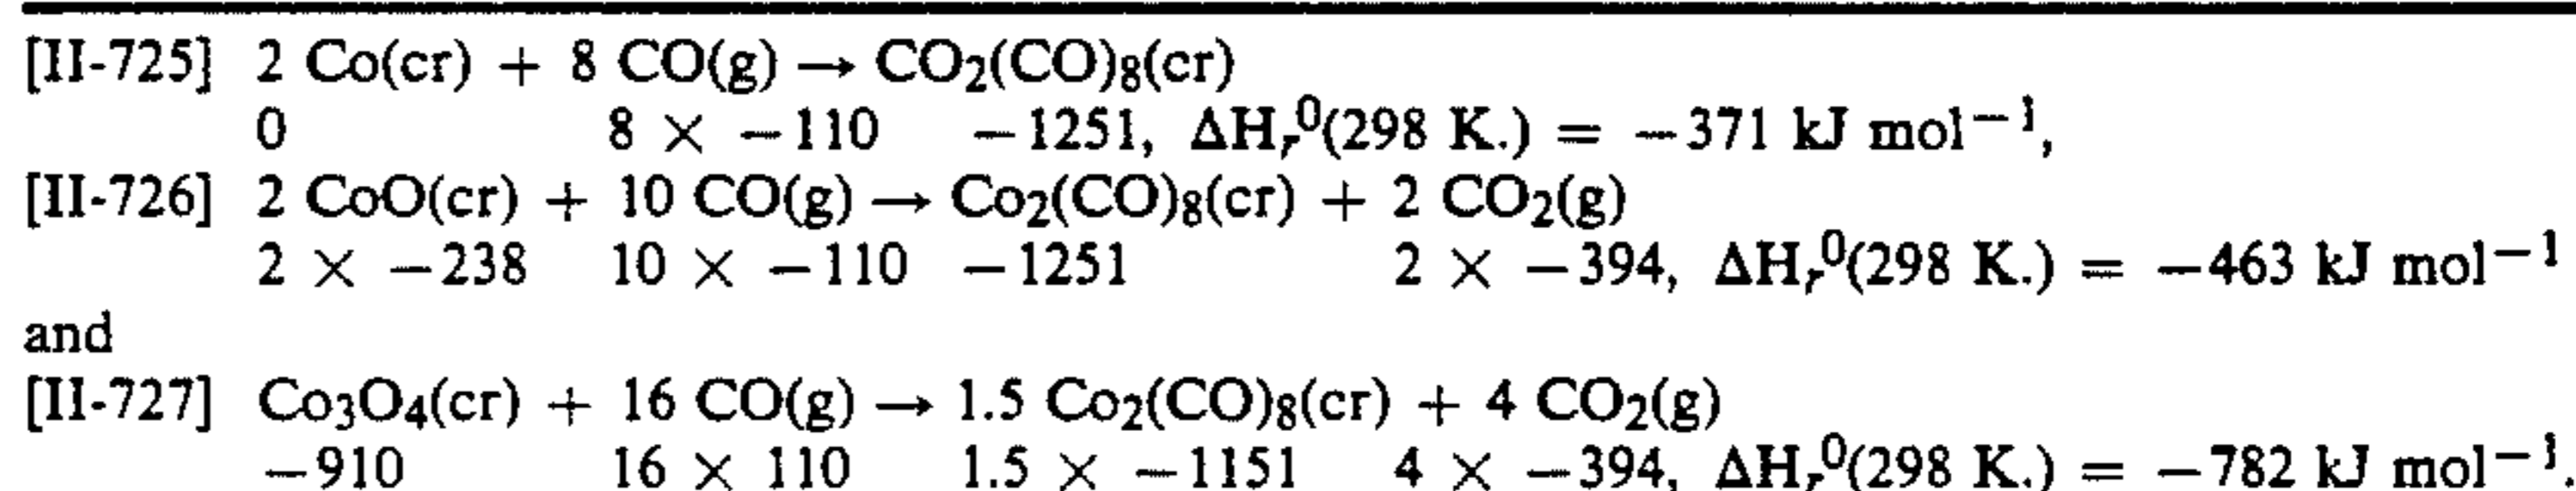 [II-725] 2 Co(cr) + 8 CO(g) → CO₂(CO)₈(cr)
0 8 × −110 −1251, ΔHᵣ⁰(298 K.) = −371 kJ mol⁻¹,
[II-726] 2 CoO(cr) + 10 CO(g) → Co₂(CO)₈(cr) + 2 CO₂(g)
2 × −238 10 × −110 −1251 2 × −394, ΔHᵣ⁰(298 K.) = −463 kJ mol⁻¹
and
[II-727] Co₃O₄(cr) + 16 CO(g) → 1.5 Co₂(CO)₈(cr) + 4 CO₂(g)
−910 16 × 110 1.5 × −1151 4 × −394, ΔHᵣ⁰(298 K.) = −782 kJ mol⁻¹.